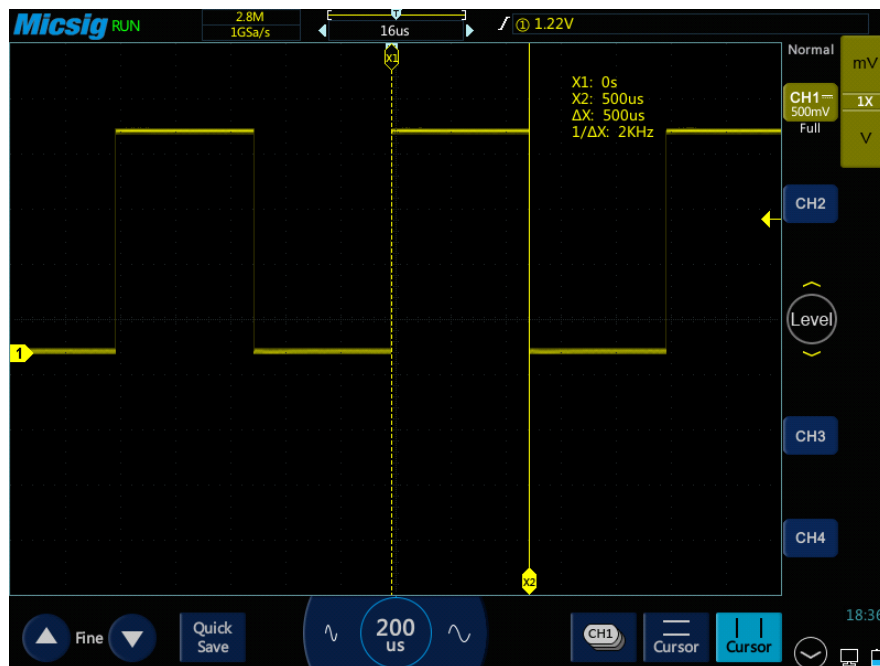 Micsig RUN
2.8M
1GSa/s
T
16us
① 1.22V
X1
X1: 0s
X2: 500us
ΔX: 500us
1/ΔX: 2KHz
Normal
CH1
500mV
Full
mV
1X
V
CH2
Level
1
CH3
CH4
X2
Fine
Quick
Save
200
us
CH1
Cursor
Cursor
18:36